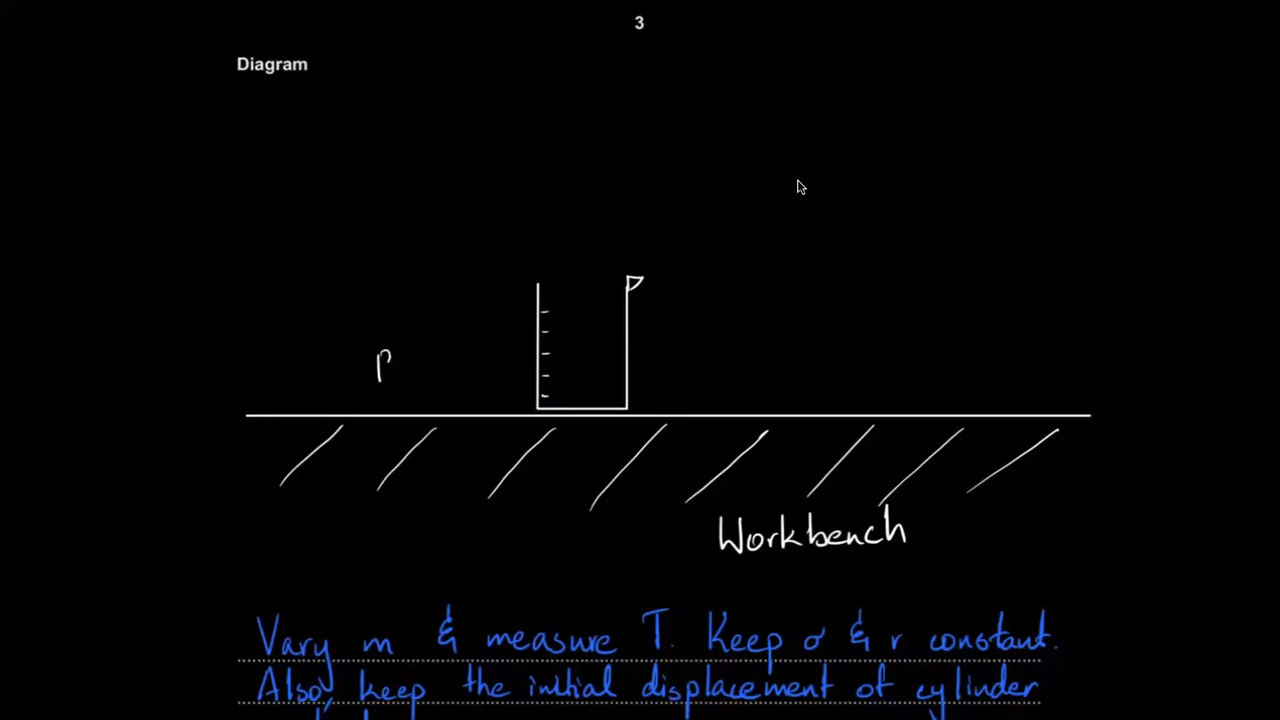 3
Diagram
Workbench
Vary m & measure T. Keep σ & r constant.
Also, keep the initial displacement of cylinder